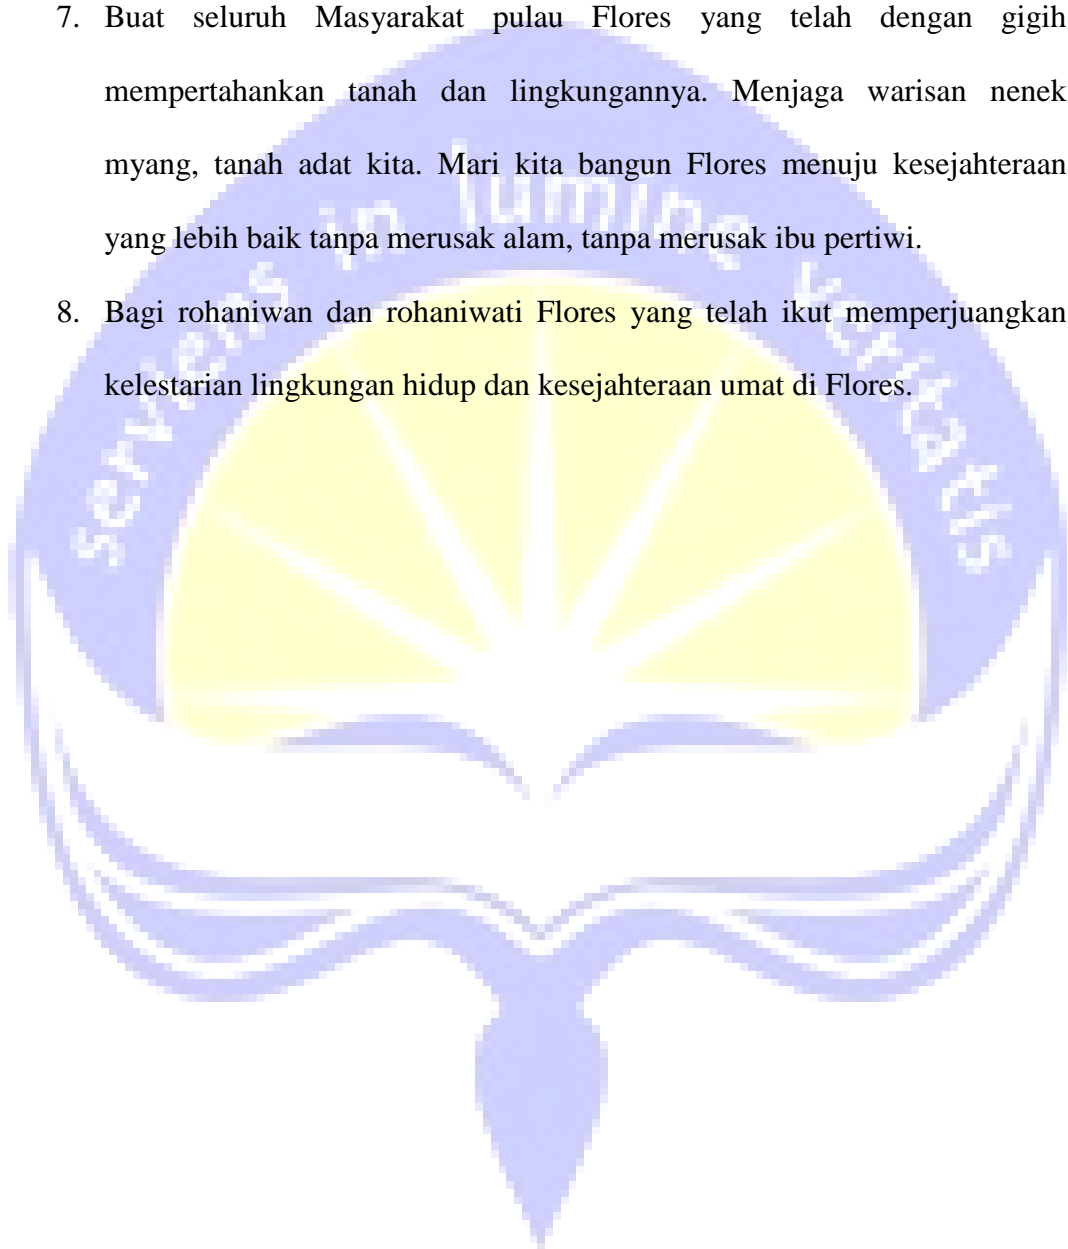 7. Buat seluruh Masyarakat pulau Flores yang telah dengan gigih
mempertahankan tanah dan lingkungannya. Menjaga warisan nenek
myang, tanah adat kita. Mari kita bangun Flores menuju kesejahteraan
yang lebih baik tanpa merusak alam, tanpa merusak ibu pertiwi.
8. Bagi rohaniwan dan rohaniwati Flores yang telah ikut memperjuangkan
kelestarian lingkungan hidup dan kesejahteraan umat di Flores.
serviens in lumine veritatis